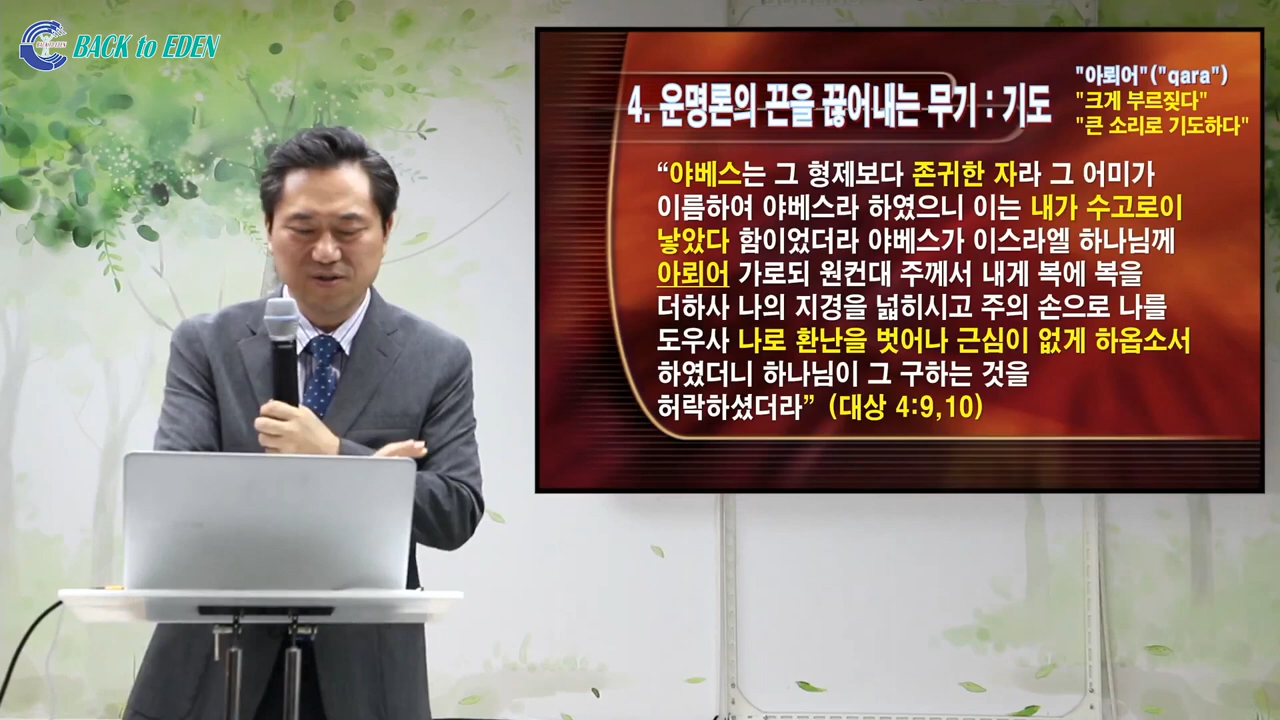 BACK to EDEN
4. 운명론의 끈을 끊어내는 무기 : 기도
"아뢰어"("qara")
"크게 부르짖다"
"큰 소리로 기도하다"
“야베스는 그 형제보다 존귀한 자라 그 어미가
이름하여 야베스라 하였으니 이는 내가 수고로이
낳았다 함이었더라 야베스가 이스라엘 하나님께
아뢰어 가로되 원컨대 주께서 내게 복에 복을
더하사 나의 지경을 넓히시고 주의 손으로 나를
도우사 나로 환난을 벗어나 근심이 없게 하옵소서
하였더니 하나님이 그 구하는 것을
허락하셨더라” (대상 4:9,10)